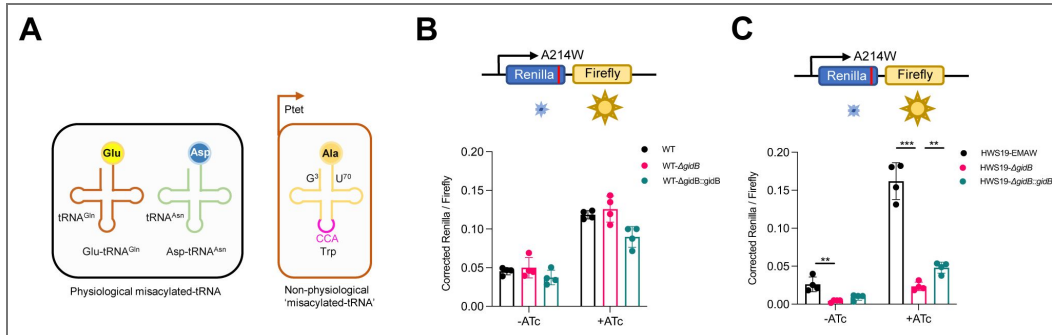 A
Glu
Asp
tRNA^Gln
tRNA^Asn
Glu-tRNA^Gln
Asp-tRNA^Asn
Physiological misacylated-tRNA
Ptet
Ala
G³
U⁷⁰
CCA
Trp
Non-physiological
'misacylated-tRNA'
B
A214W
Renilla
Firefly
WT
WT-ΔgidB
WT-ΔgidB::gidB
Corrected Renilla / Firefly
0.20
0.15
0.10
0.05
0.00
-ATc
+ATc
C
A214W
Renilla
Firefly
HWS19-EMAW
HWS19-ΔgidB
HWS19-ΔgidB::gidB
Corrected Renilla / Firefly
0.20
0.15
0.10
0.05
0.00
**
***
**
-ATc
+ATc